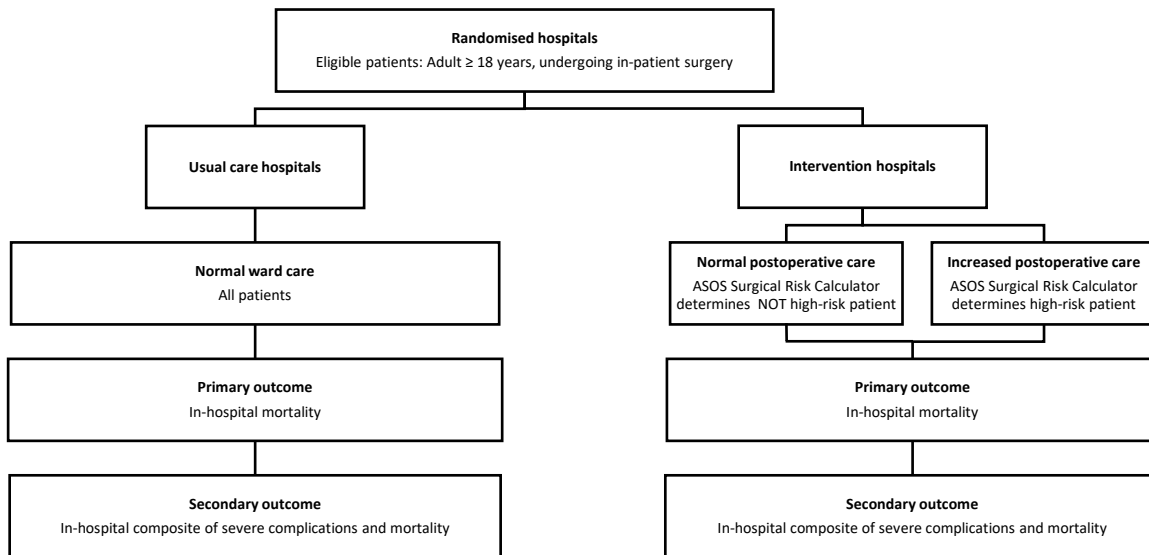 Randomised hospitals
Eligible patients: Adult ≥ 18 years, undergoing in-patient surgery
Usual care hospitals
Intervention hospitals
Normal ward care
All patients
Normal postoperative care
ASOS Surgical Risk Calculator
determines NOT high-risk patient
Increased postoperative care
ASOS Surgical Risk Calculator
determines high-risk patient
Primary outcome
In-hospital mortality
Primary outcome
In-hospital mortality
Secondary outcome
In-hospital composite of severe complications and mortality
Secondary outcome
In-hospital composite of severe complications and mortality